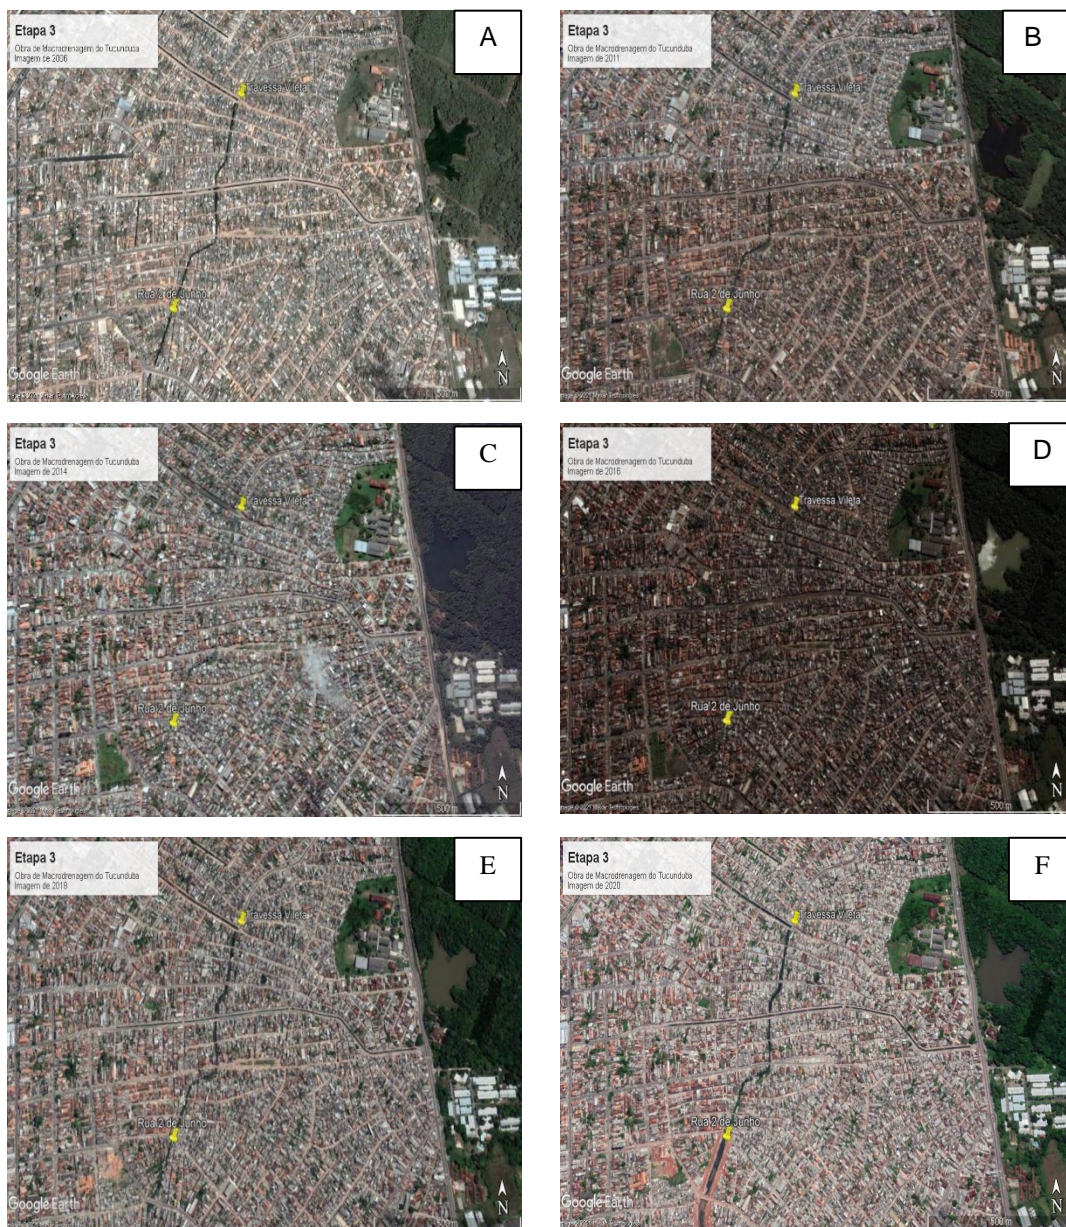 Etapa 3
Obra de Macrodrenagem do Tucunduba
Imagem de 2006
A
Travessa Vileta
Rua 2 de Junho
Google Earth
N
500 m
Etapa 3
Obra de Macrodrenagem do Tucunduba
Imagem de 2011
B
Travessa Vileta
Rua 2 de Junho
Google Earth
N
500 m
Etapa 3
Obra de Macrodrenagem do Tucunduba
Imagem de 2014
C
Travessa Vileta
Rua 2 de Junho
Google Earth
N
500 m
Etapa 3
Obra de Macrodrenagem do Tucunduba
Imagem de 2016
D
Travessa Vileta
Rua 2 de Junho
Google Earth
N
500 m
Etapa 3
Obra de Macrodrenagem do Tucunduba
Imagem de 2018
E
Travessa Vileta
Rua 2 de Junho
Google Earth
N
500 m
Etapa 3
Obra de Macrodrenagem do Tucunduba
Imagem de 2020
F
Travessa Vileta
Rua 2 de Junho
Google Earth
N
500 m